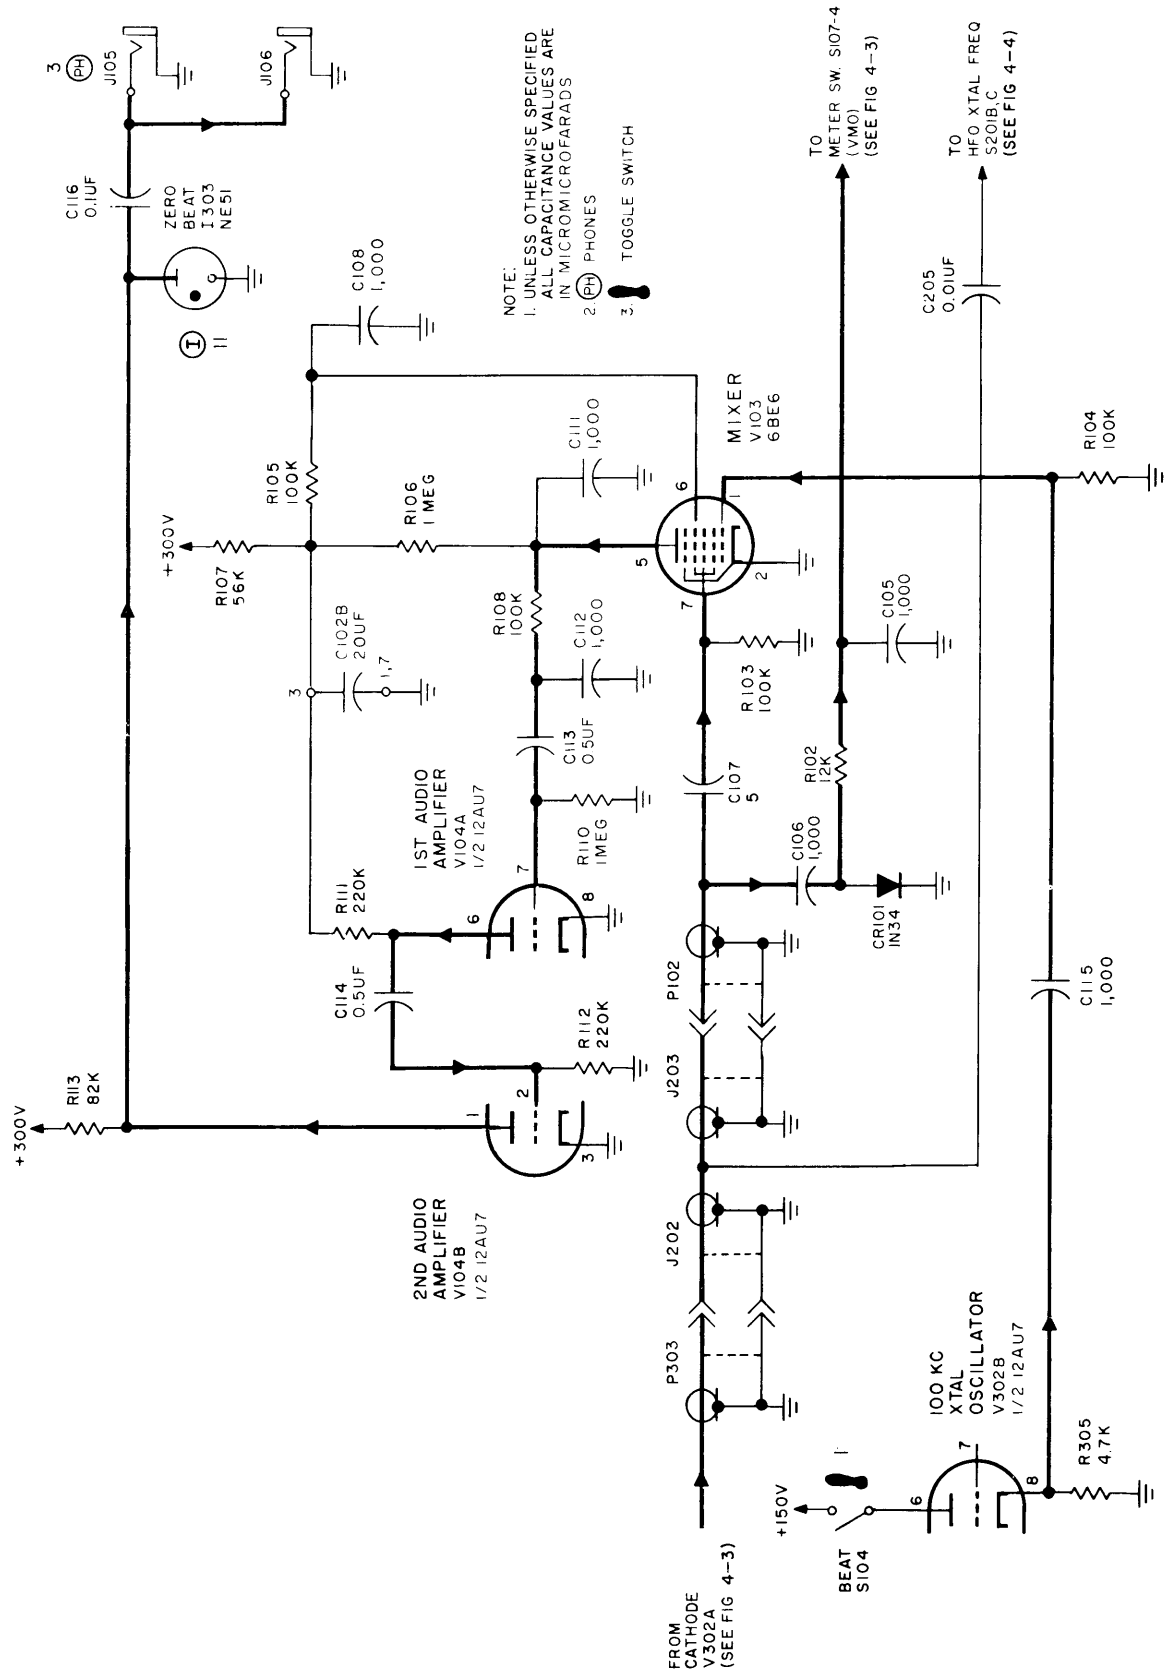 3 PH
J105
J106
C116
0.1UF
ZERO
BEAT
I303
NE51
I 11
NOTE:
1. UNLESS OTHERWISE SPECIFIED
ALL CAPACITANCE VALUES ARE
IN MICROMICROFARADS
2. PH PHONES
3. TOGGLE SWITCH
TO
METER SW. S107-4
(VMO)
(SEE FIG 4-3)
TO
HFO XTAL FREQ
S201B,C
(SEE FIG 4-4)
C108
1,000
+300V
R107
56K
R105
100K
R106
1 MEG
C111
1,000
C102B
20UF
3
1,7
R108
100K
C112
1,000
C113
0.5UF
MIXER
V103
6BE6
5
6
1
7
2
C205
0.01UF
R104
100K
R103
100K
C105
1,000
R102
12K
C107
5
C106
1,000
CR101
1N34
1ST AUDIO
AMPLIFIER
V104A
1/2 12AU7
6
7
8
R110
1MEG
R111
220K
C114
0.5UF
R112
220K
+300V
R113
82K
1
2
3
2ND AUDIO
AMPLIFIER
V104B
1/2 12AU7
P102
J203
J202
P303
C115
1,000
FROM
CATHODE
V302A
(SEE FIG 4-3)
+150V
BEAT
S104
1
100 KC
XTAL
OSCILLATOR
V302B
1/2 12AU7
6
7
8
R305
4.7K